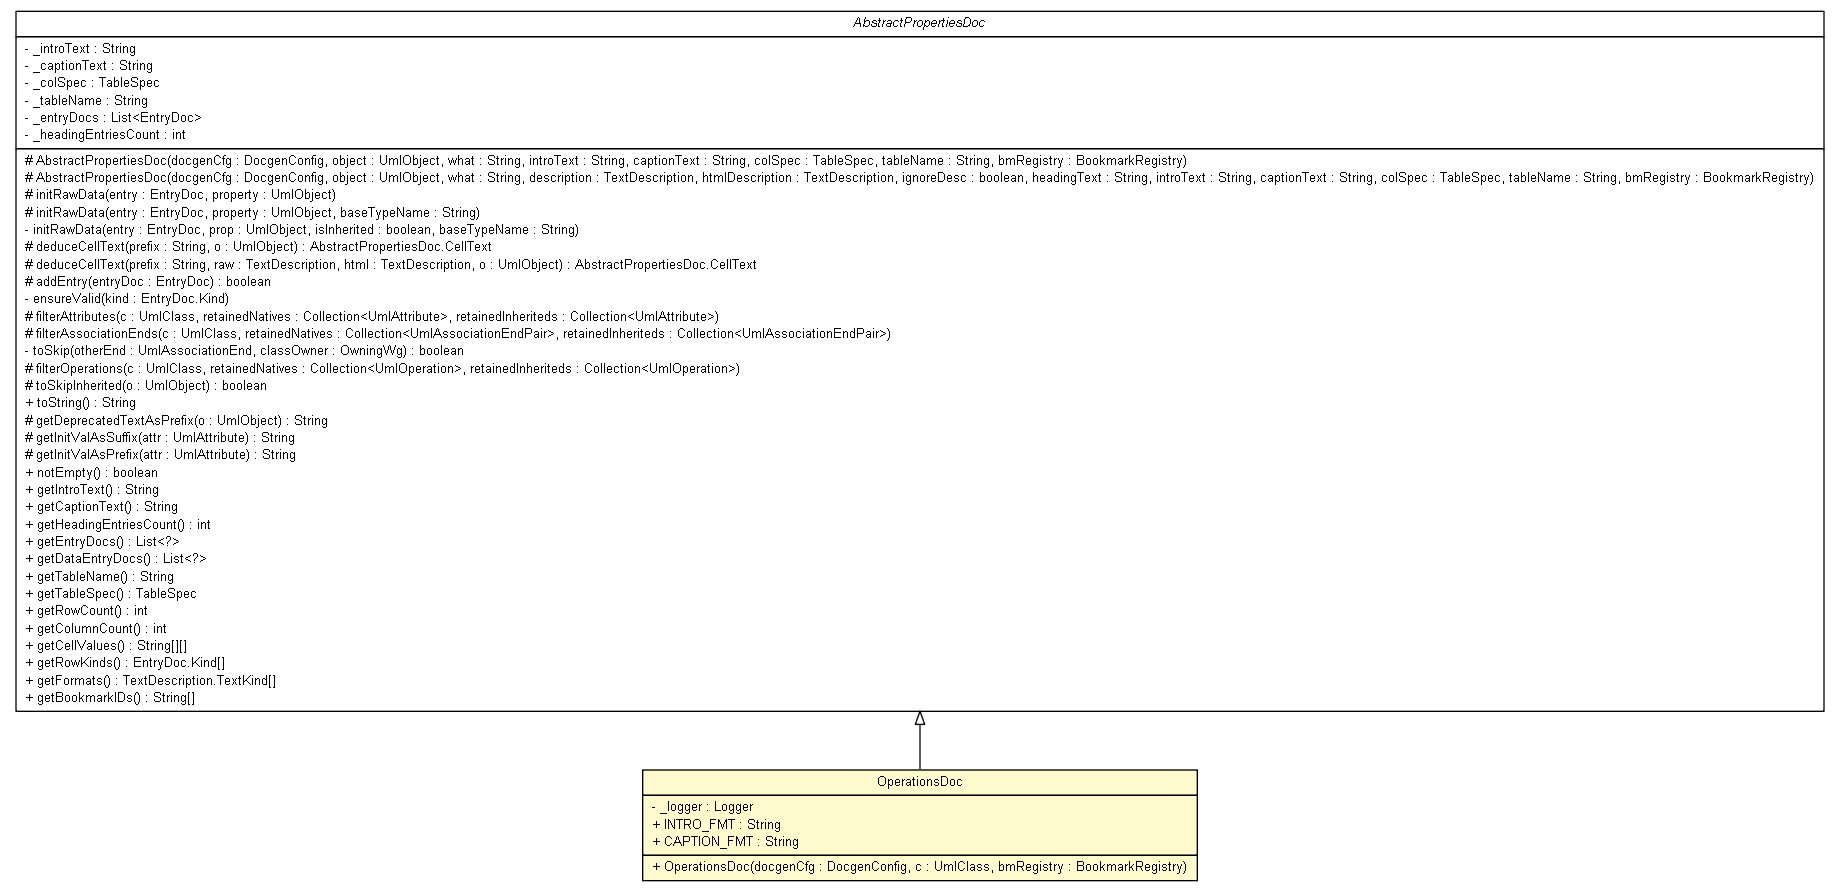 AbstractPropertiesDoc
- _introText : String
- _captionText : String
- _colSpec : TableSpec
- _tableName : String
- _entryDocs : List<EntryDoc>
- _headingEntriesCount : int
# AbstractPropertiesDoc(docgenCfg : DocgenConfig, object : UmlObject, what : String, introText : String, captionText : String, colSpec : TableSpec, tableName : String, bmRegistry : BookmarkRegistry)
# AbstractPropertiesDoc(docgenCfg : DocgenConfig, object : UmlObject, what : String, description : TextDescription, htmlDescription : TextDescription, ignoreDesc : boolean, headingText : String, introText : String, captionText : String, colSpec : TableSpec, tableName : String, bmRegistry : BookmarkRegistry)
# initRawData(entry : EntryDoc, property : UmlObject)
# initRawData(entry : EntryDoc, property : UmlObject, baseTypeName : String)
- initRawData(entry : EntryDoc, prop : UmlObject, isInherited : boolean, baseTypeName : String)
# deduceCellText(prefix : String, o : UmlObject) : AbstractPropertiesDoc.CellText
# deduceCellText(prefix : String, raw : TextDescription, html : TextDescription, o : UmlObject) : AbstractPropertiesDoc.CellText
# addEntry(entryDoc : EntryDoc) : boolean
- ensureValid(kind : EntryDoc.Kind)
# filterAttributes(c : UmlClass, retainedNatives : Collection<UmlAttribute>, retainedInheriteds : Collection<UmlAttribute>)
# filterAssociationEnds(c : UmlClass, retainedNatives : Collection<UmlAssociationEndPair>, retainedInheriteds : Collection<UmlAssociationEndPair>)
- toSkip(otherEnd : UmlAssociationEnd, classOwner : OwningWg) : boolean
# filterOperations(c : UmlClass, retainedNatives : Collection<UmlOperation>, retainedInheriteds : Collection<UmlOperation>)
# toSkipInherited(o : UmlObject) : boolean
+ toString() : String
# getDeprecatedTextAsPrefix(o : UmlObject) : String
# getInitValAsSuffix(attr : UmlAttribute) : String
# getInitValAsPrefix(attr : UmlAttribute) : String
+ notEmpty() : boolean
+ getIntroText() : String
+ getCaptionText() : String
+ getHeadingEntriesCount() : int
+ getEntryDocs() : List<?>
+ getDataEntryDocs() : List<?>
+ getTableName() : String
+ getTableSpec() : TableSpec
+ getRowCount() : int
+ getColumnCount() : int
+ getCellValues() : String[][]
+ getRowKinds() : EntryDoc.Kind[]
+ getFormats() : TextDescription.TextKind[]
+ getBookmarkIDs() : String[]
OperationsDoc
- _logger : Logger
+ INTRO_FMT : String
+ CAPTION_FMT : String
+ OperationsDoc(docgenCfg : DocgenConfig, c : UmlClass, bmRegistry : BookmarkRegistry)